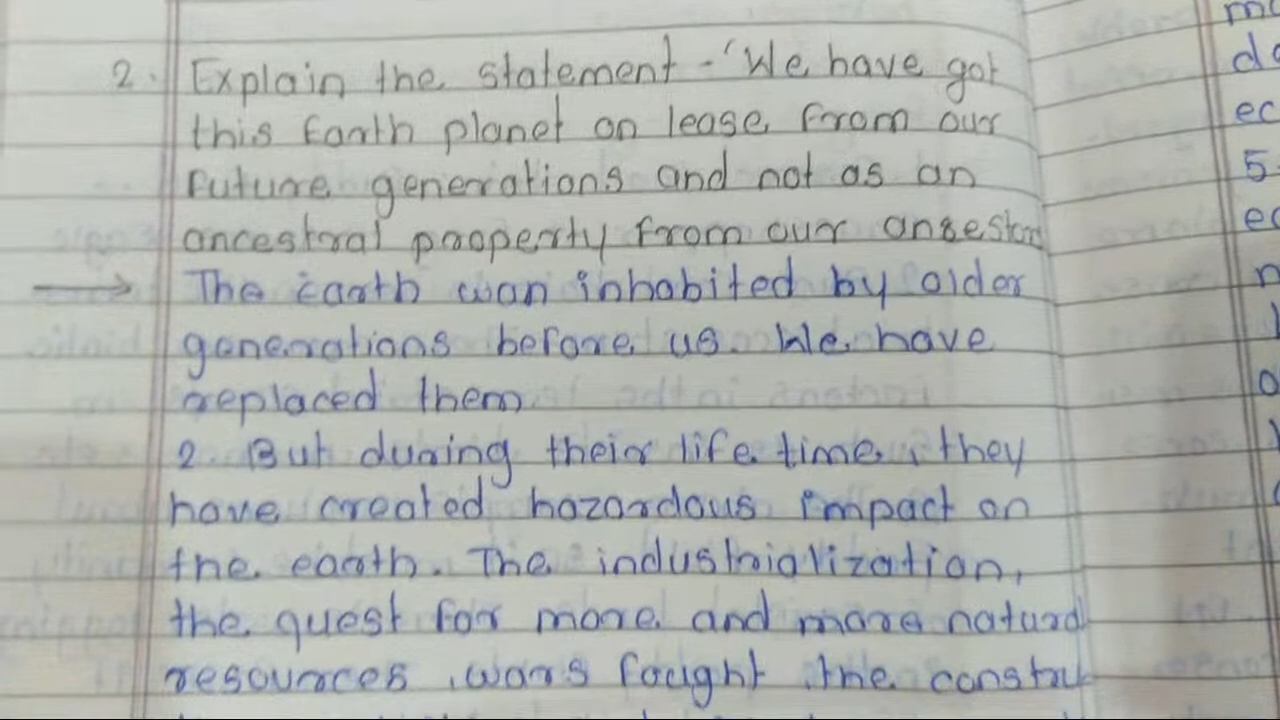 2. Explain the statement - 'We have got
this Earth planet on lease from our
future generations and not as an
ancestral property from our ansestors
→ The Earth wan inhabited by older
generations before us. We have
replaced them
2. But during their life time, they
have created hazardous impact on
the earth. The industrialization,
the quest for more and more natural
resources, wars fought, the constru